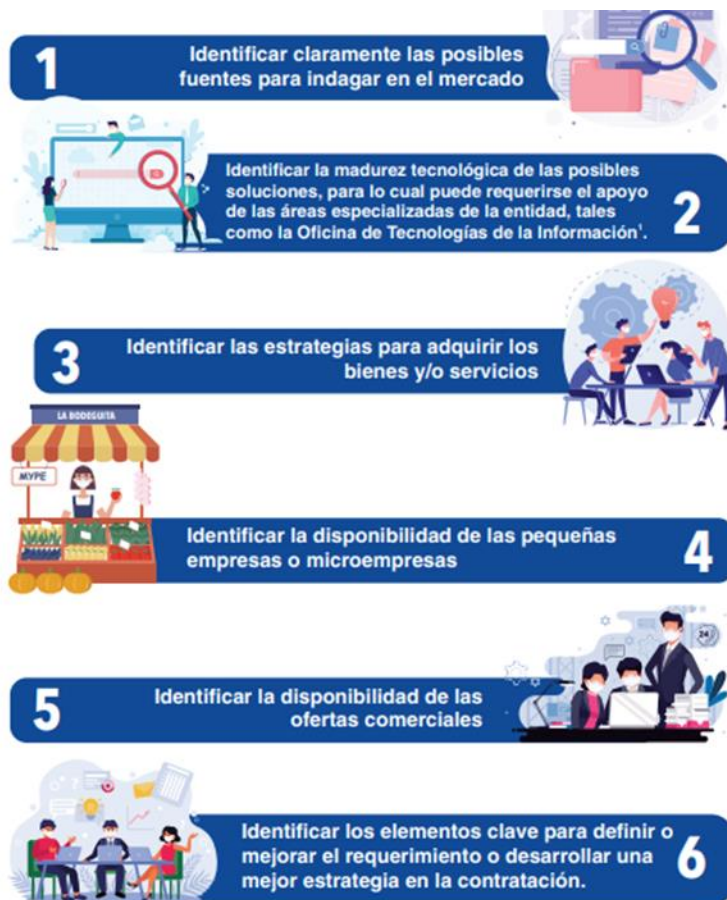 1
Identificar claramente las posibles
fuentes para indagar en el mercado
Identificar la madurez tecnológica de las posibles
soluciones, para lo cual puede requerirse el apoyo
de las áreas especializadas de la entidad, tales
como la Oficina de Tecnologías de la Información¹.
2
3
Identificar las estrategias para adquirir los
bienes y/o servicios
LA BODEGUITA
MYPE
Identificar la disponibilidad de las pequeñas
empresas o microempresas
4
5
Identificar la disponibilidad de las
ofertas comerciales
24
Identificar los elementos clave para definir o
mejorar el requerimiento o desarrollar una
mejor estrategia en la contratación.
6